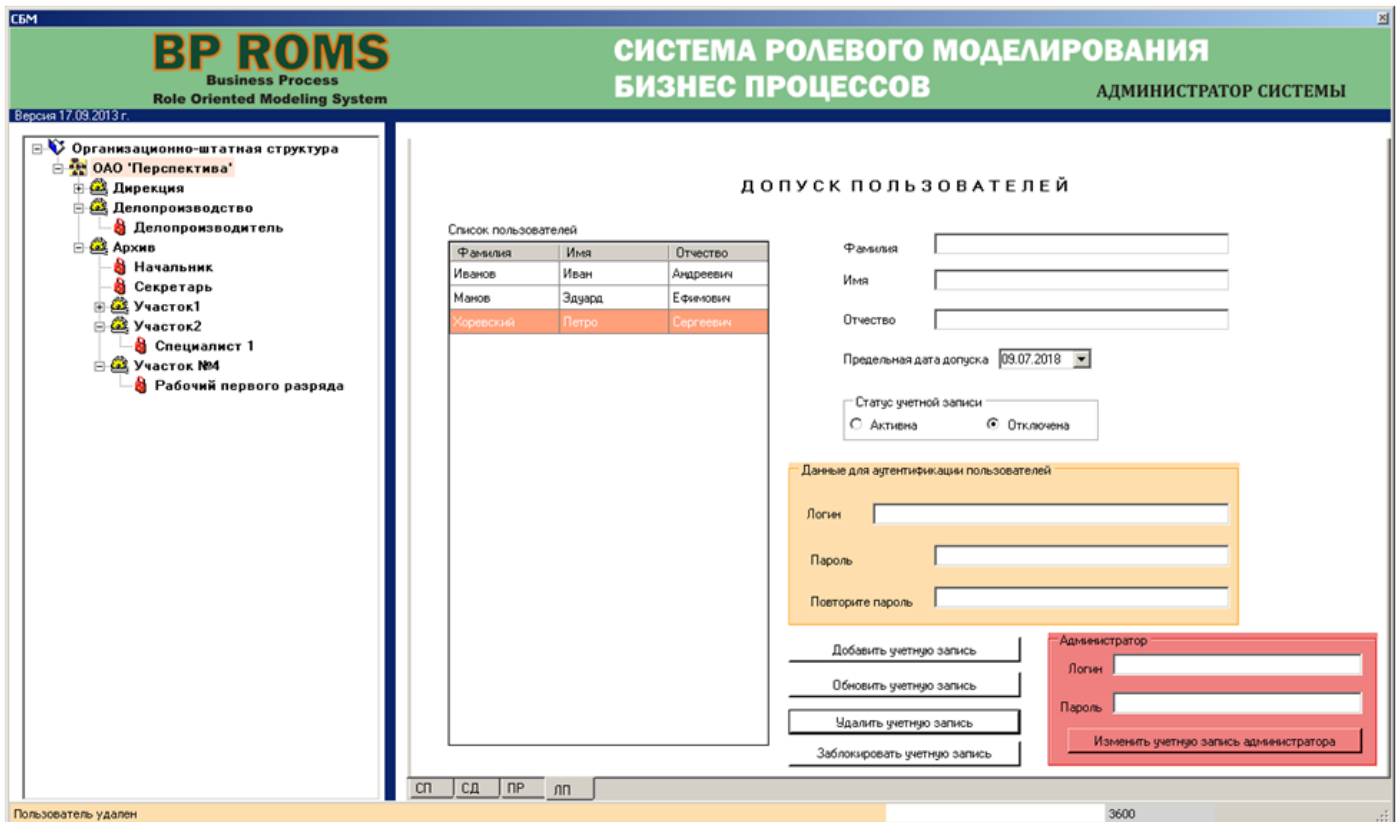 СБМ
BP ROMS
Business Process
Role Oriented Modeling System
СИСТЕМА РОЛЕВОГО МОДЕЛИРОВАНИЯ
БИЗНЕС ПРОЦЕССОВ
АДМИНИСТРАТОР СИСТЕМЫ
Версия 17.09.2013 г.
Организационно-штатная структура
ОАО 'Перспектива'
Дирекция
Делопроизводство
Делопроизводитель
Архив
Начальник
Секретарь
Участок1
Участок2
Специалист 1
Участок №4
Рабочий первого разряда
ДОПУСК ПОЛЬЗОВАТЕЛЕЙ
Список пользователей
Фамилия Имя Отчество
Иванов Иван Андреевич
Манов Эдуард Ефимович
Хоревский Петро Сергеевич
Фамилия
Имя
Отчество
Предельная дата допуска 09.07.2018
Статус учетной записи
Активна Отключена
Данные для аутентификации пользователей
Логин
Пароль
Повторите пароль
Добавить учетную запись
Обновить учетную запись
Удалить учетную запись
Заблокировать учетную запись
Администратор
Логин
Пароль
Изменить учетную запись администратора
СП СД ПР ЛП
Пользователь удален 3600